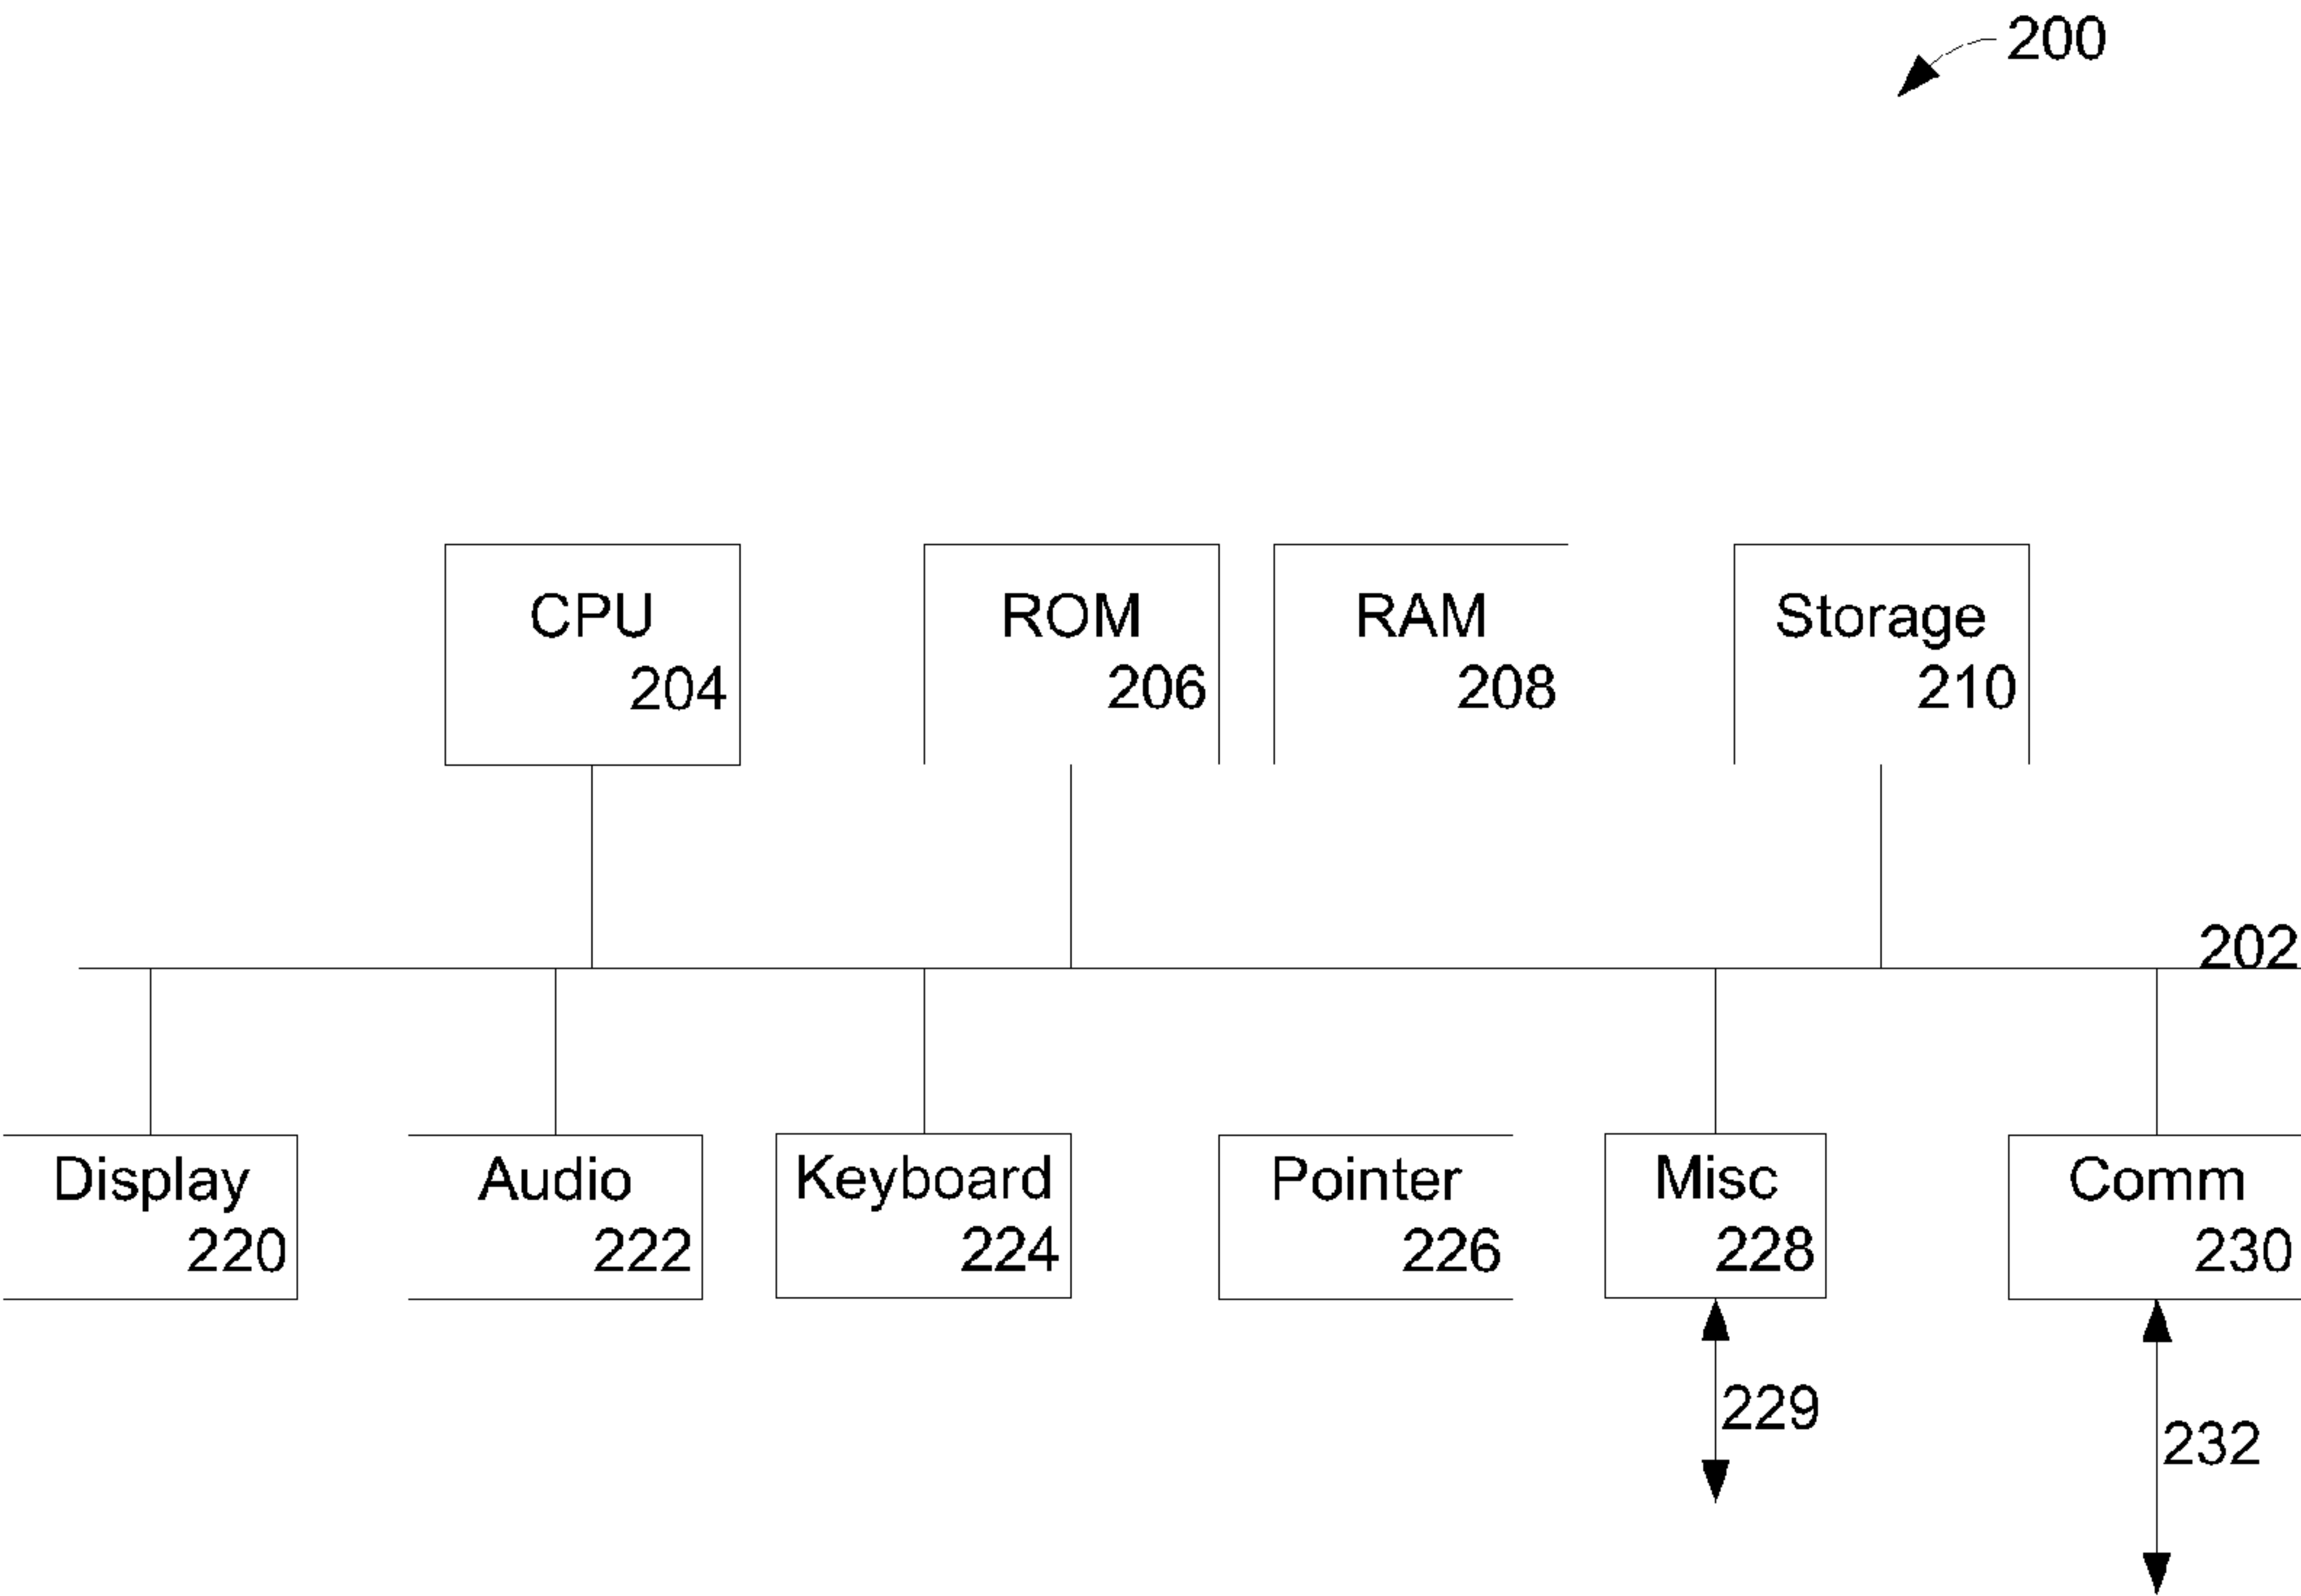 200
CPU
204
ROM
206
RAM
208
Storage
210
202
Display
220
Audio
222
Keyboard
224
Pointer
226
Misc
228
Comm
230
229
232